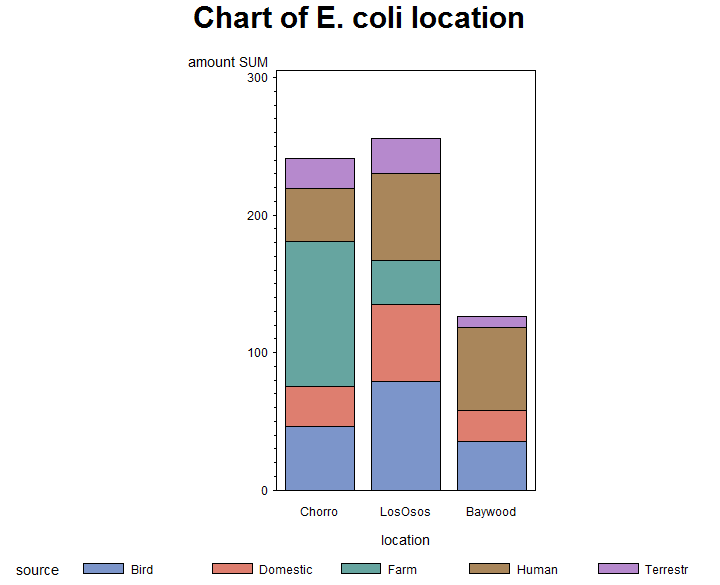 Chart of E. coli location
amount SUM
300
200
100
0
Chorro LosOsos Baywood
location
source Bird Domestic Farm Human Terrestr